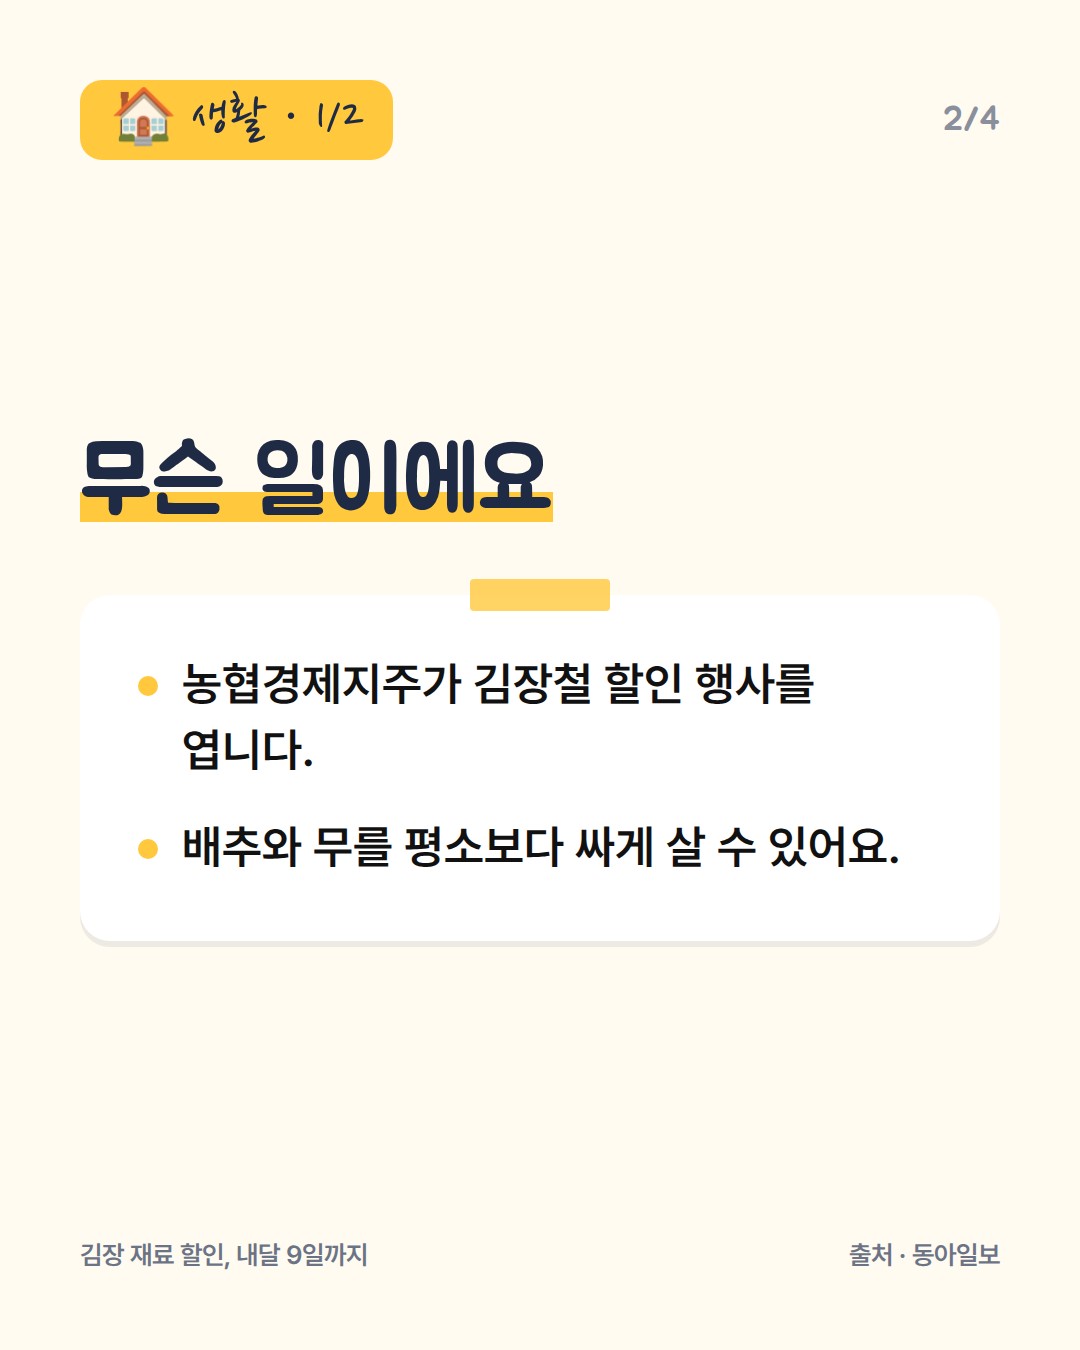 생활 · 1/2
2/4
무슨 일이에요
농협경제지주가 김장철 할인 행사를
엽니다.
배추와 무를 평소보다 싸게 살 수 있어요.
김장 재료 할인, 내달 9일까지
출처 · 동아일보